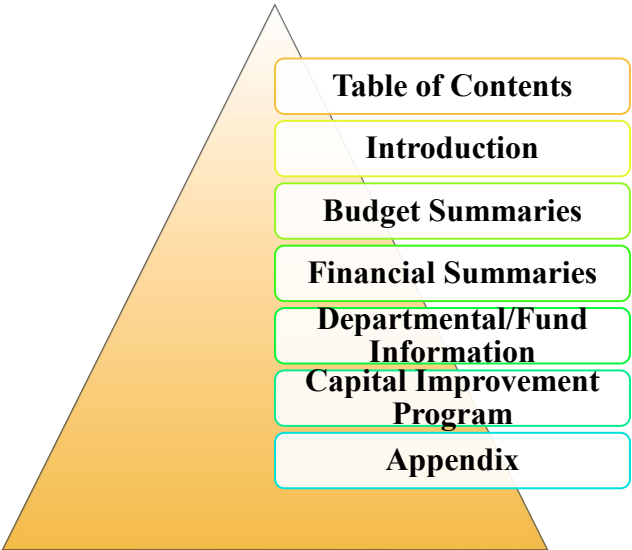 Table of Contents
Introduction
Budget Summaries
Financial Summaries
Departmental/Fund
Information
Capital Improvement
Program
Appendix